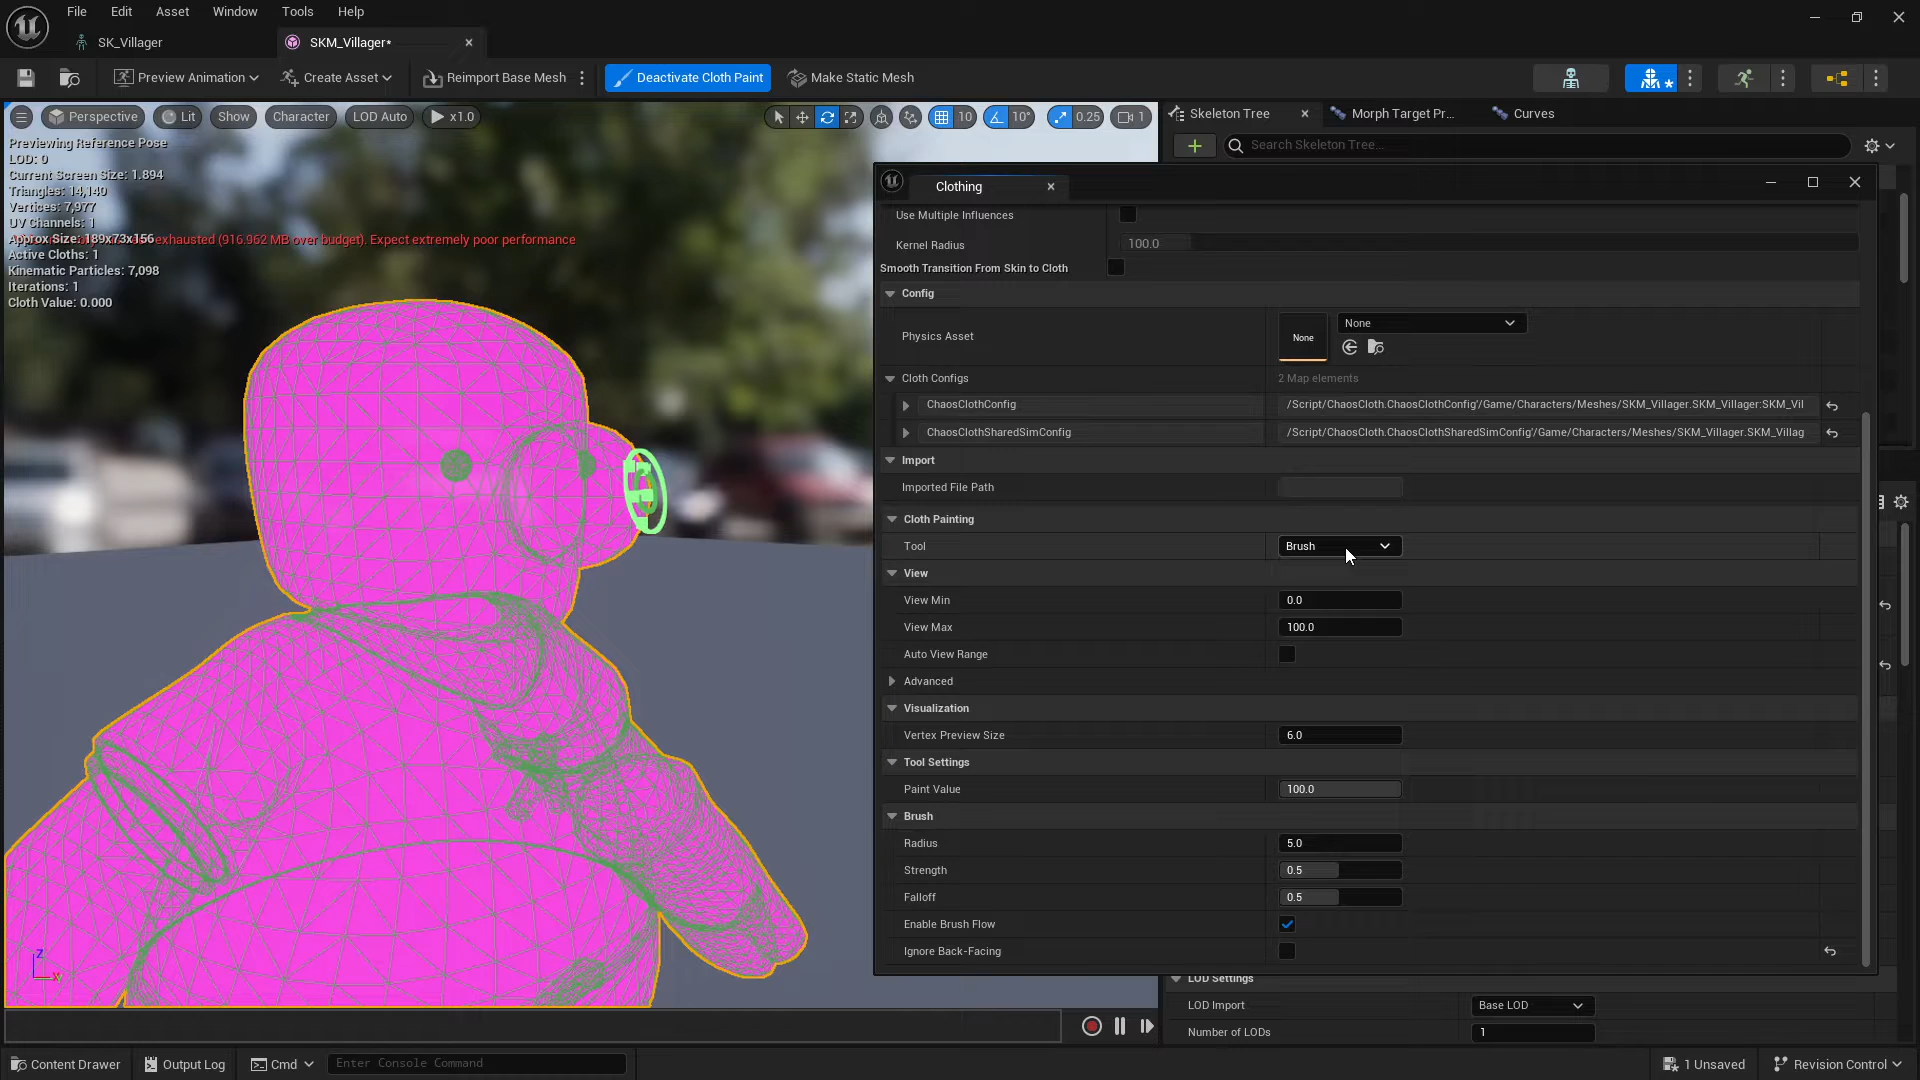 File Edit Asset Window Tools Help
SK_Villager
SKM_Villager*
Preview Animation
Create Asset
Reimport Base Mesh
Deactivate Cloth Paint
Make Static Mesh
Perspective
Lit
Show
Character
LOD Auto
x1.0
10
10°
0.25
1
Skeleton Tree
Morph Target Pr...
Curves
Search Skeleton Tree...
Previewing Reference Pose
LOD: 0
Current Screen Size: 1.894
Triangles: 14,140
Vertices: 7,977
UV Channels: 1
Approx Size: 189x73x156
exhausted (916.962 MB over budget). Expect extremely poor performance
Active Cloths: 1
Kinematic Particles: 7,098
Iterations: 1
Cloth Value: 0.000
Clothing
Use Multiple Influences
Kernel Radius 100.0
Smooth Transition From Skin to Cloth
Config
Physics Asset None None
Cloth Configs 2 Map elements
ChaosClothConfig /Script/ChaosCloth.ChaosClothConfig'/Game/Characters/Meshes/SKM_Villager.SKM_Villager:SKM_Vil
ChaosClothSharedSimConfig /Script/ChaosCloth.ChaosClothSharedSimConfig'/Game/Characters/Meshes/SKM_Villager.SKM_Villag
Import
Imported File Path
Cloth Painting
Tool Brush
View
View Min 0.0
View Max 100.0
Auto View Range
Advanced
Visualization
Vertex Preview Size 6.0
Tool Settings
Paint Value 100.0
Brush
Radius 5.0
Strength 0.5
Falloff 0.5
Enable Brush Flow
Ignore Back-Facing
LOD Settings
LOD Import Base LOD
Number of LODs 1
z
x
Content Drawer
Output Log
Cmd
Enter Console Command
1 Unsaved
Revision Control